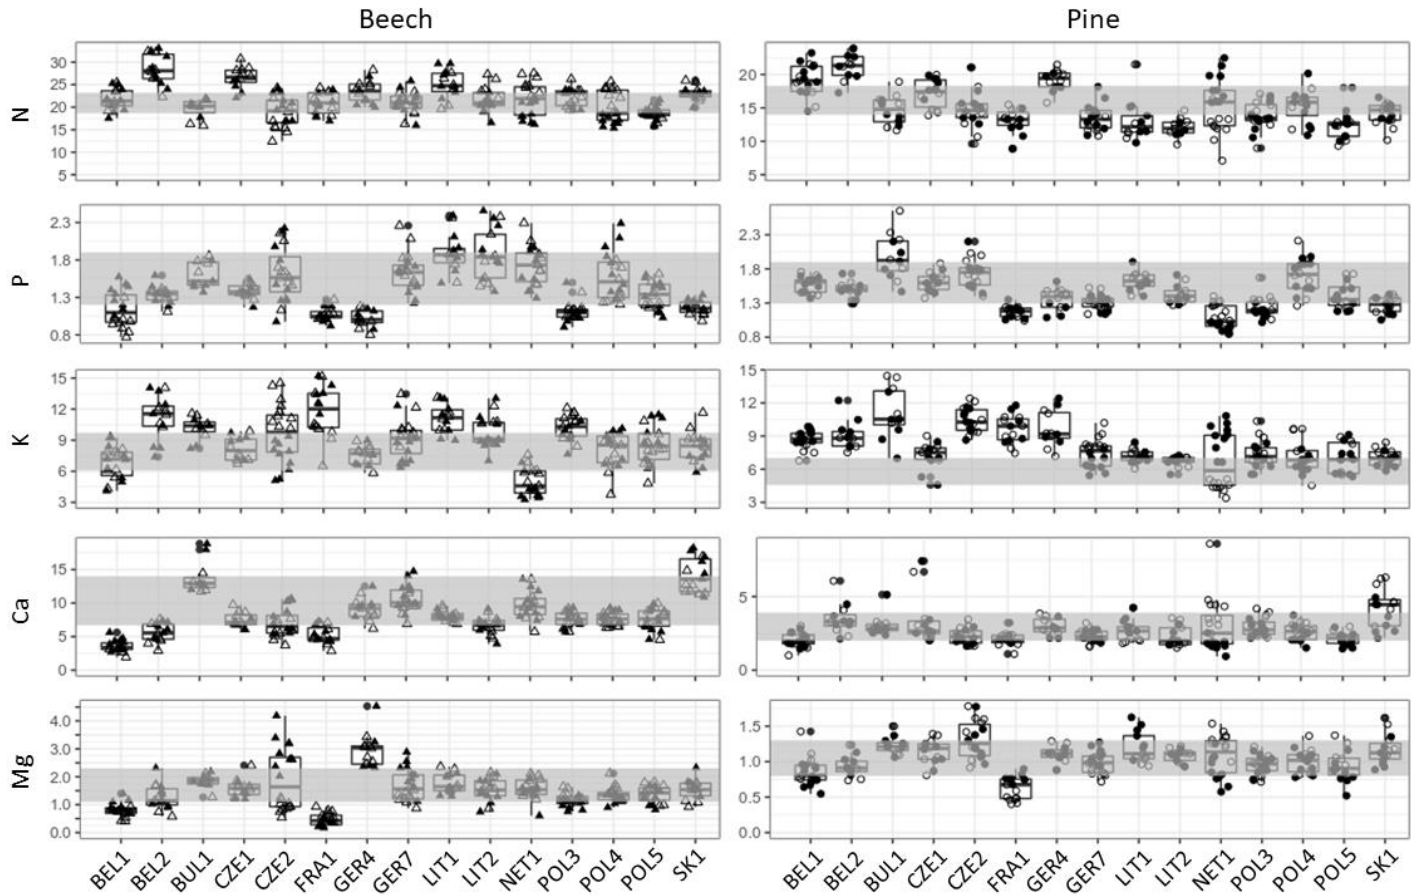 Beech Pine
N 30 25 20 15 10 5 20 15 10 5
P 2.3 1.8 1.3 0.8 2.3 1.8 1.3 0.8
K 15 12 9 6 3 15 12 9 6 3
Ca 15 10 5 0 5 0
Mg 4.0 3.0 2.0 1.0 0.0 1.5 1.0 0.5 0.0
BEL1 BEL2 BUL1 CZE1 CZE2 FRA1 GER4 GER7 LIT1 LIT2 NET1 POL3 POL4 POL5 SK1 BEL1 BEL2 BUL1 CZE1 CZE2 FRA1 GER4 GER7 LIT1 LIT2 NET1 POL3 POL4 POL5 SK1